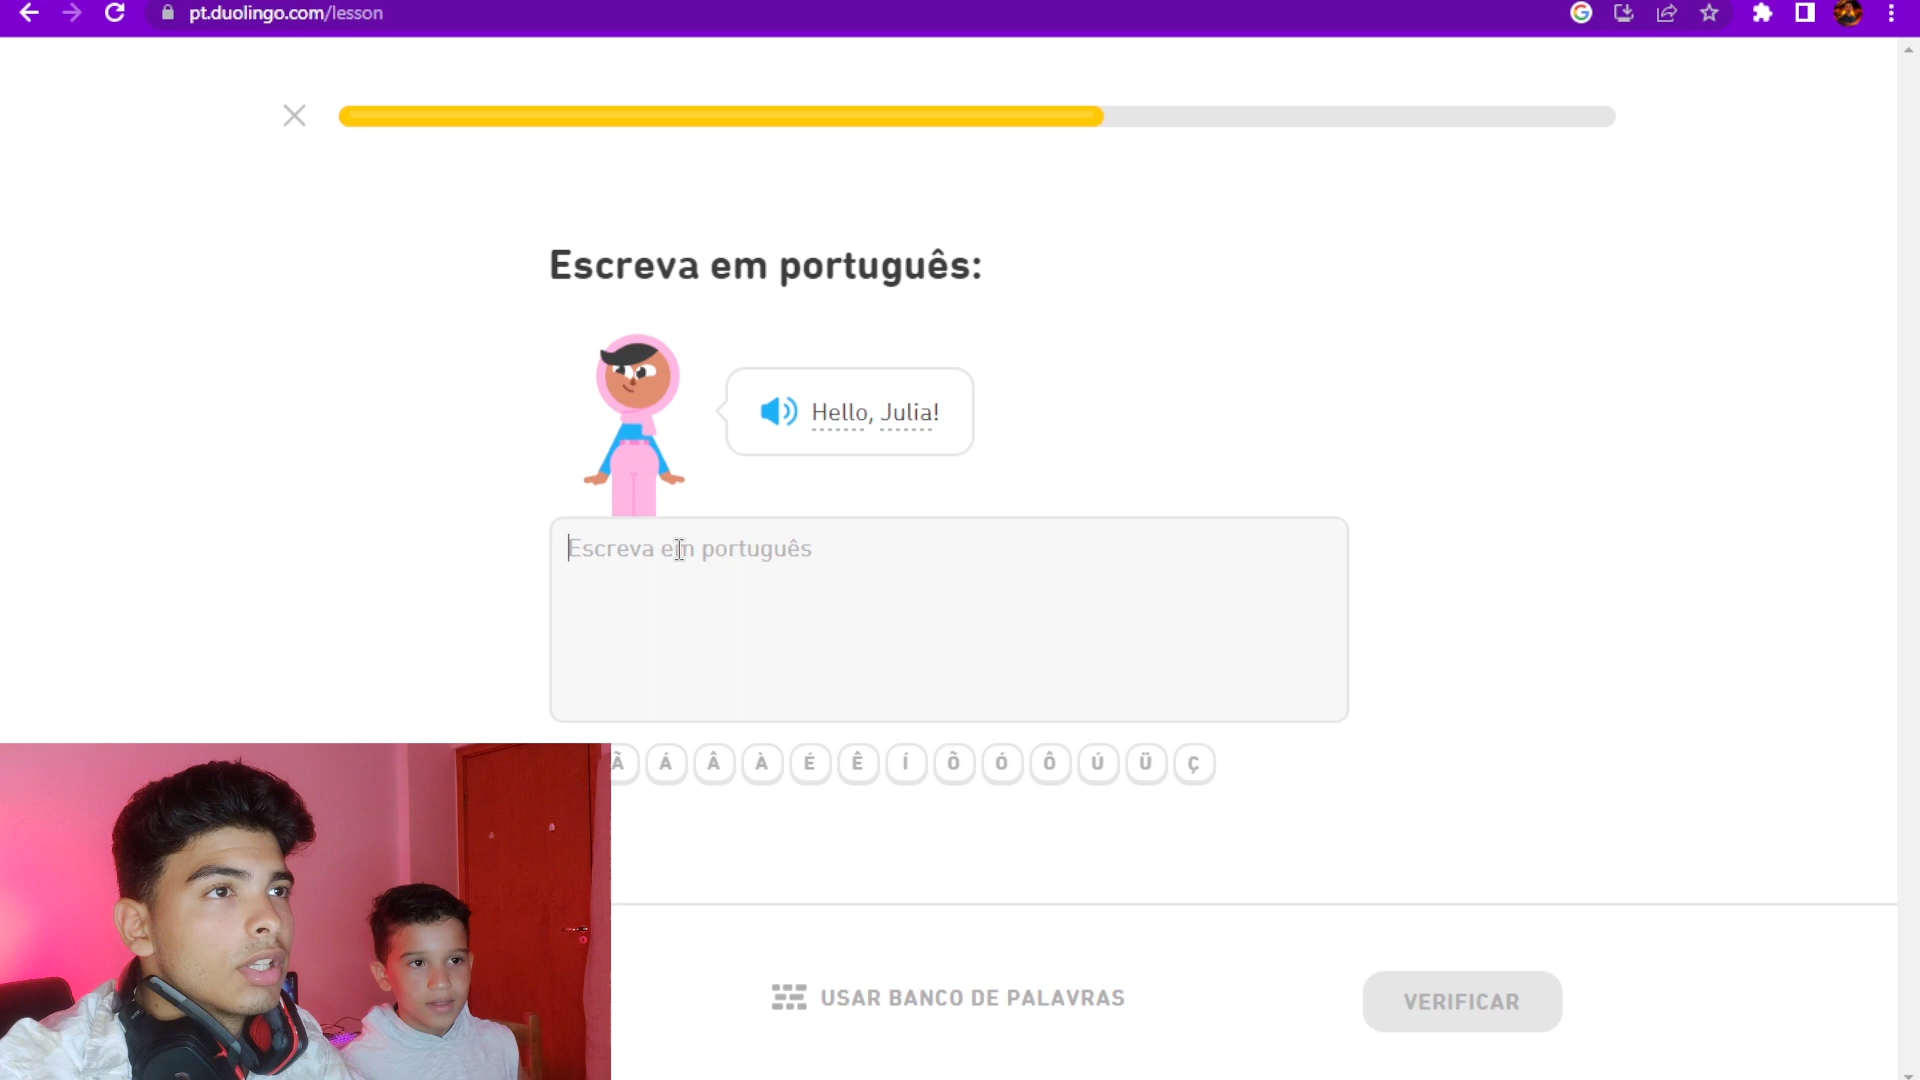 pt.duolingo.com/lesson
Escreva em português:
Hello, Julia!
Escreva em português
Ã Á Â À É Ê Í Õ Ó Ô Ú Ü Ç
USAR BANCO DE PALAVRAS
VERIFICAR